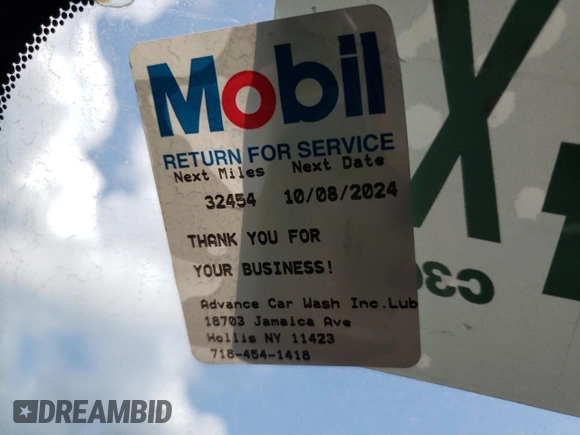 Mobil
RETURN FOR SERVICE
Next Miles Next Date
32454 10/08/2024
THANK YOU FOR
YOUR BUSINESS!
Advance Car Wash Inc.Lub
18703 Jamaica Ave
Hollis NY 11423
718-454-1418
DREAMBID